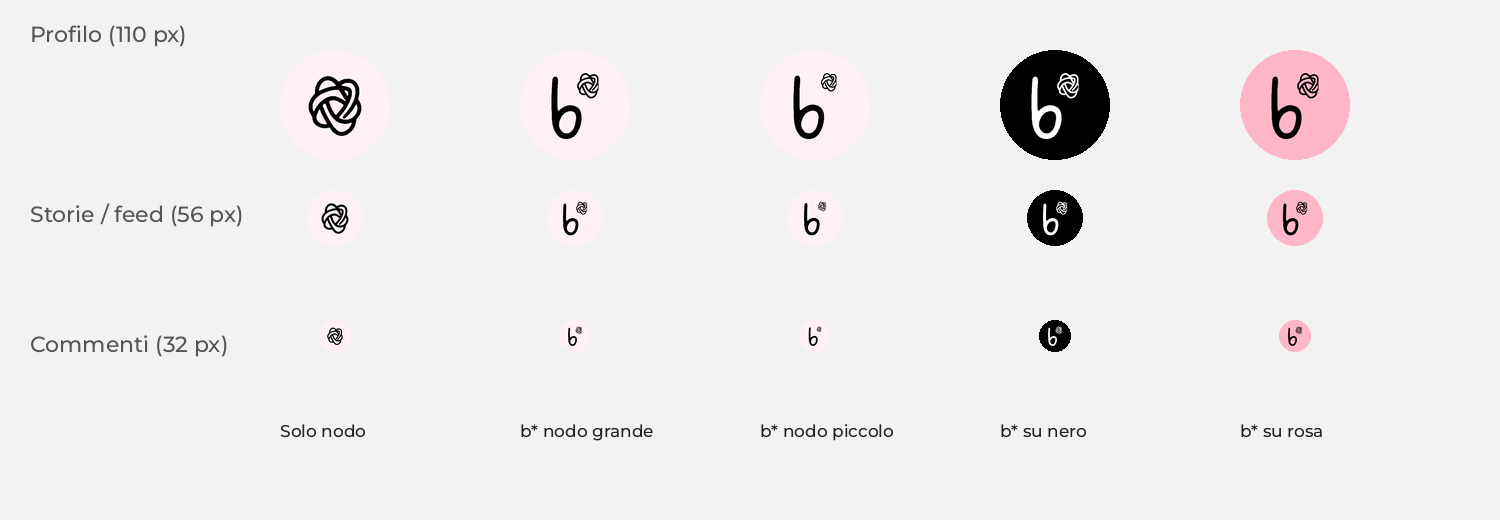 Profilo (110 px)
b
b
b
b
Storie / feed (56 px)
b
b
b
b
Commenti (32 px)
b
b
b
b
Solo nodo
b* nodo grande
b* nodo piccolo
b* su nero
b* su rosa